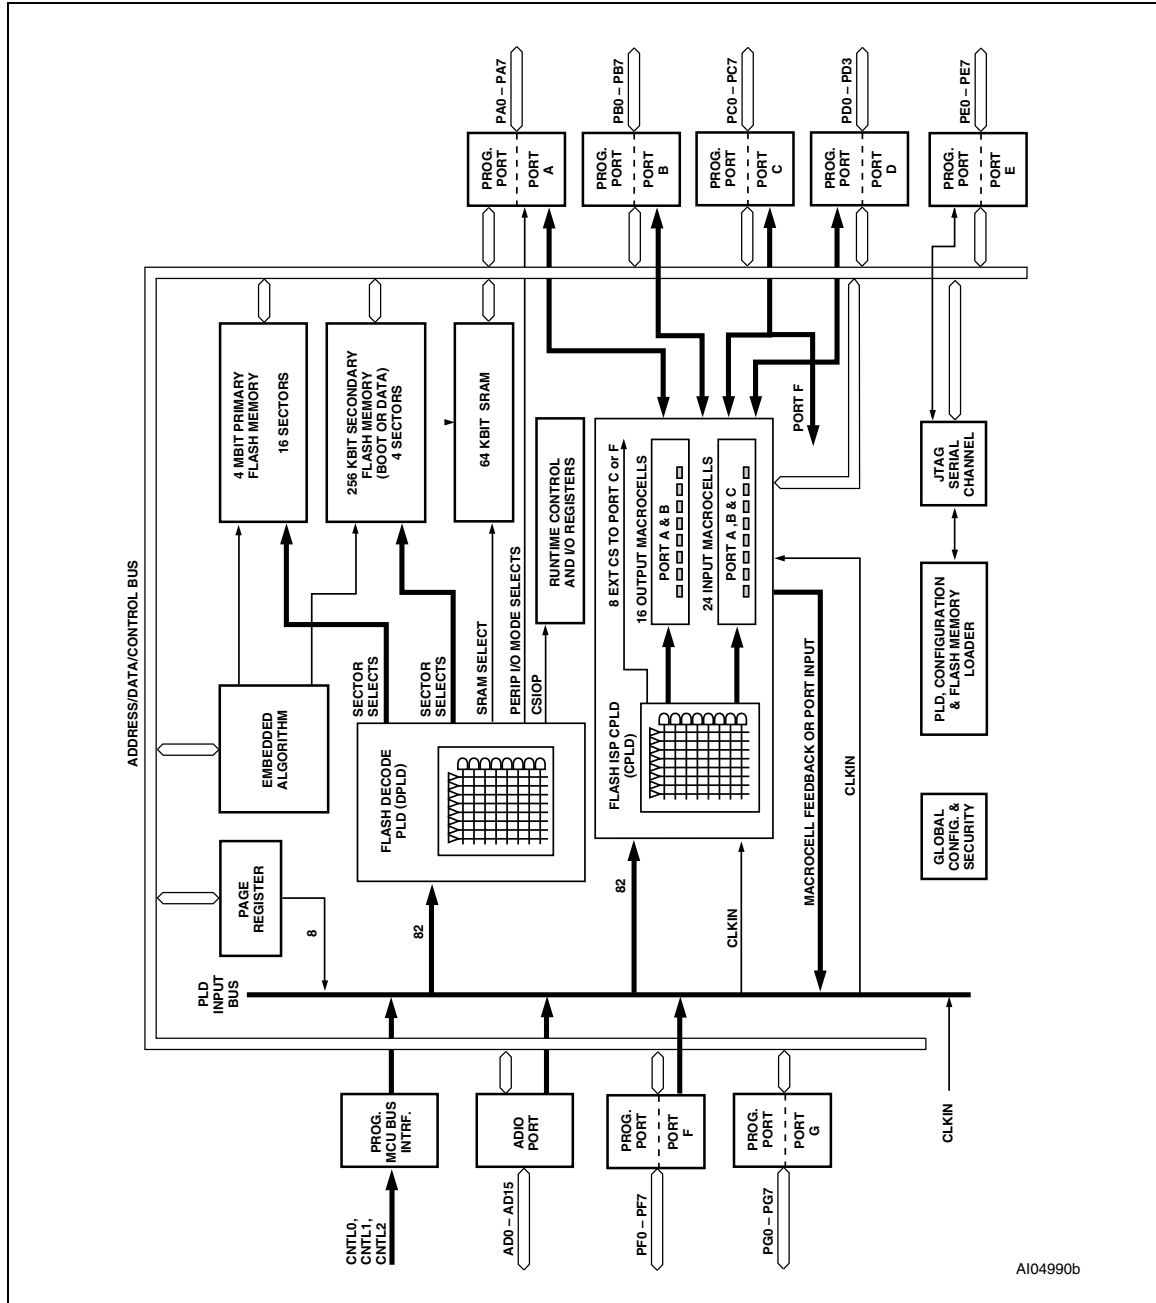 PA0 – PA7
PB0 – PB7
PC0 – PC7
PD0 – PD3
PE0 – PE7
PROG.
PORT
PORT
A
PROG.
PORT
PORT
B
PROG.
PORT
PORT
C
PROG.
PORT
PORT
D
PROG.
PORT
PORT
E
ADDRESS/DATA/CONTROL BUS
4 MBIT PRIMARY
FLASH MEMORY
16 SECTORS
256 KBIT SECONDARY
FLASH MEMORY
(BOOT OR DATA)
4 SECTORS
64 KBIT SRAM
RUNTIME CONTROL
AND I/O REGISTERS
PORT F
8 EXT CS TO PORT C or F
16 OUTPUT MACROCELLS
PORT A & B
24 INPUT MACROCELLS
PORT A ,B & C
JTAG
SERIAL
CHANNEL
EMBEDDED
ALGORITHM
SECTOR
SELECTS
SECTOR
SELECTS
SRAM SELECT
PERIP I/O MODE SELECTS
CSIOP
FLASH DECODE
PLD (DPLD)
FLASH ISP CPLD
(CPLD)
MACROCELL FEEDBACK OR PORT INPUT
CLKIN
PLD, CONFIGURATION
& FLASH MEMORY
LOADER
GLOBAL
CONFIG. &
SECURITY
PAGE
REGISTER
8
82
82
CLKIN
PLD
INPUT
BUS
PROG.
MCU BUS
INTRF.
ADIO
PORT
PROG.
PORT
PORT
F
PROG.
PORT
PORT
G
CLKIN
CNTL0,
CNTL1,
CNTL2
AD0 – AD15
PF0 – PF7
PG0 – PG7
AI04990b